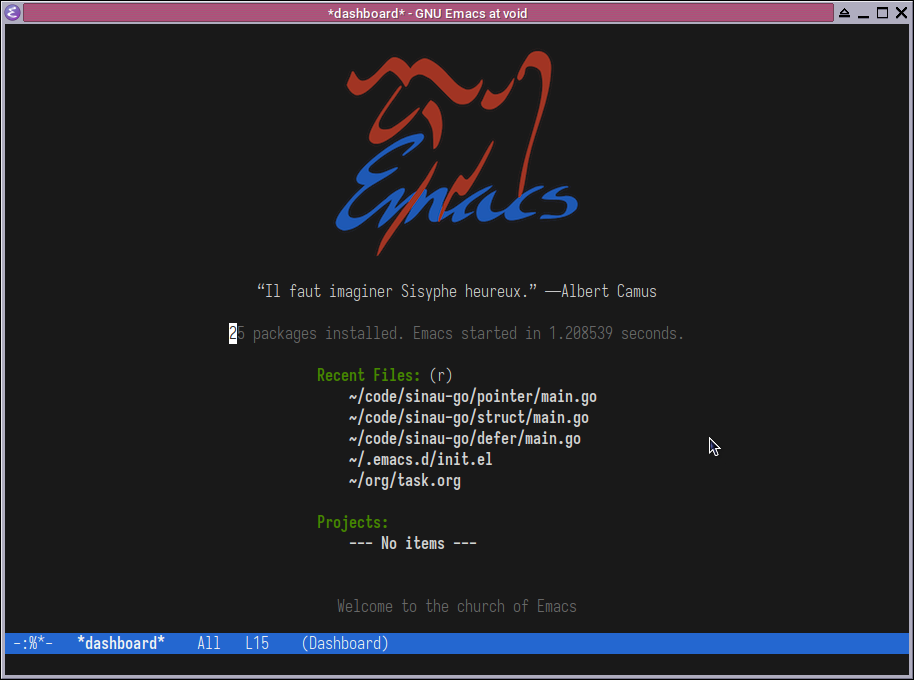 *dashboard* - GNU Emacs at void
Emacs
“Il faut imaginer Sisyphe heureux.” —Albert Camus
25 packages installed. Emacs started in 1.208539 seconds.
Recent Files: (r)
~/code/sinau-go/pointer/main.go
~/code/sinau-go/struct/main.go
~/code/sinau-go/defer/main.go
~/.emacs.d/init.el
~/org/task.org
Projects:
--- No items ---
Welcome to the church of Emacs
-:%*-  *dashboard*  All  L15  (Dashboard)